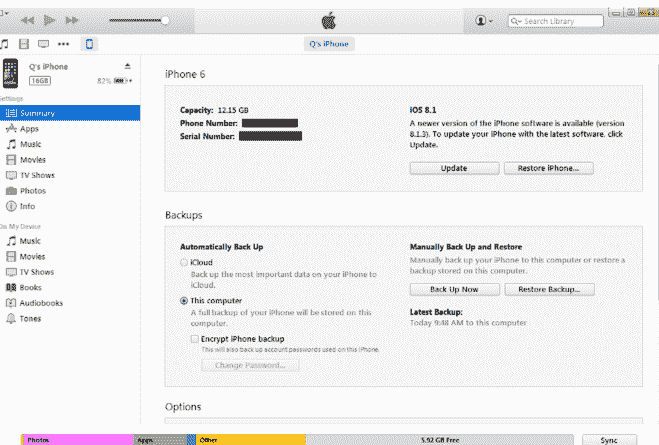 Search Library
Q's iPhone
Q's iPhone
16GB
82%
Settings
Summary
Apps
Music
Movies
TV Shows
Photos
Info
On My Device
Music
Movies
TV Shows
Books
Audiobooks
Tones
iPhone 6
Capacity: 12.15 GB
Phone Number:
Serial Number:
iOS 8.1
A newer version of the iPhone software is available (version
8.1.3). To update your iPhone with the latest software, click
Update.
Update
Restore iPhone...
Backups
Automatically Back Up
iCloud
Back up the most important data on your iPhone to
iCloud.
This computer
A full backup of your iPhone will be stored on this
computer.
Encrypt iPhone backup
This will also back up account passwords used on this iPhone.
Change Password...
Manually Back Up and Restore
Manually back up your iPhone to this computer or restore a
backup stored on this computer.
Back Up Now
Restore Backup...
Latest Backup:
Today 9:48 AM to this computer
Options
Photos
Apps
Other
5.92 GB Free
Sync